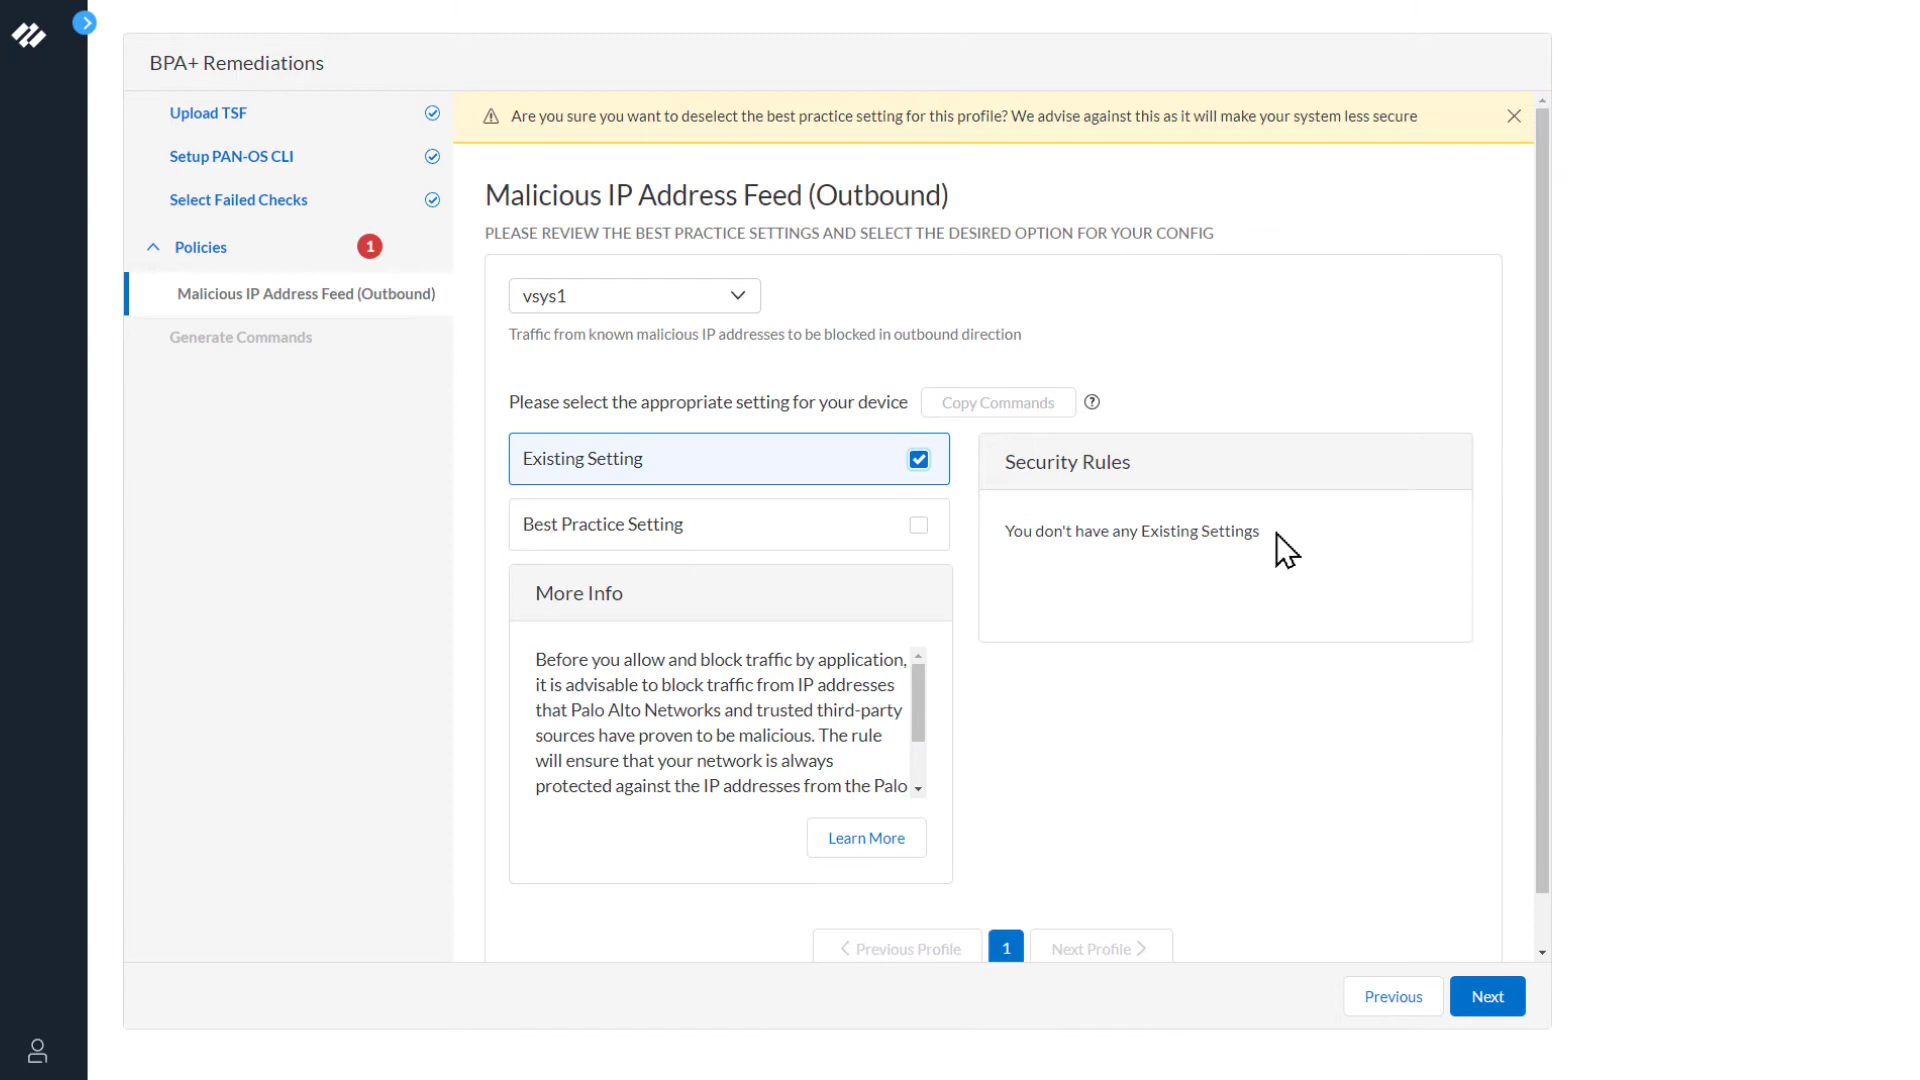 BPA+ Remediations
Upload TSF
Setup PAN-OS CLI
Select Failed Checks
Policies
1
Malicious IP Address Feed (Outbound)
Generate Commands
Are you sure you want to deselect the best practice setting for this profile? We advise against this as it will make your system less secure
Malicious IP Address Feed (Outbound)
PLEASE REVIEW THE BEST PRACTICE SETTINGS AND SELECT THE DESIRED OPTION FOR YOUR CONFIG
vsys1
Traffic from known malicious IP addresses to be blocked in outbound direction
Please select the appropriate setting for your device
Copy Commands
?
Existing Setting
Best Practice Setting
More Info
Before you allow and block traffic by application,
it is advisable to block traffic from IP addresses
that Palo Alto Networks and trusted third-party
sources have proven to be malicious. The rule
will ensure that your network is always
protected against the IP addresses from the Palo
Learn More
Security Rules
You don't have any Existing Settings
Previous Profile
1
Next Profile
Previous
Next